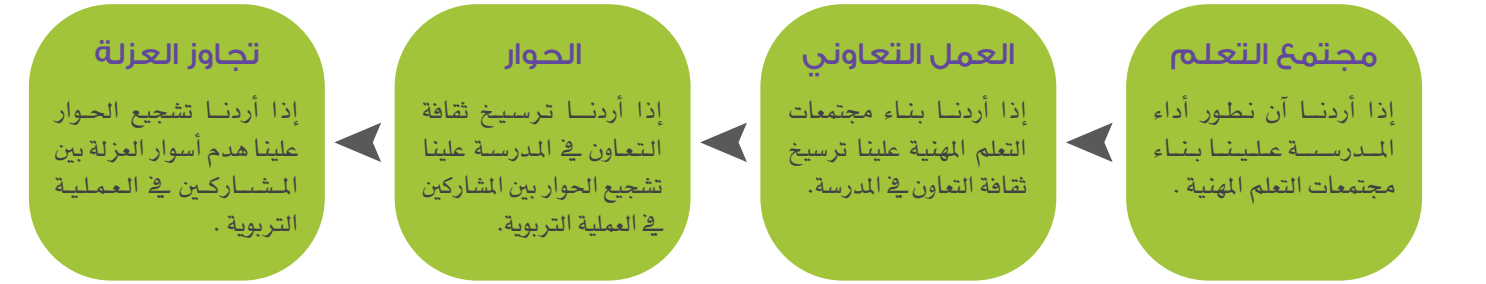 مجتمع التعلم
إذا أردنا آن نطور أداء
المدرسة علينا بناء
مجتمعات التعلم المهنية .
العمل التعاوني
إذا أردنا بناء مجتمعات
التعلم المهنية علينا ترسيخ
ثقافة التعاون في المدرسة.
الحوار
إذا أردنا ترسيخ ثقافة
التعاون في المدرسة علينا
تشجيع الحوار بين المشاركين
في العملية التربوية.
تجاوز العزلة
إذا أردنا تشجيع الحوار
علينا هدم أسوار العزلة بين
المشاركين في العملية
التربوية .